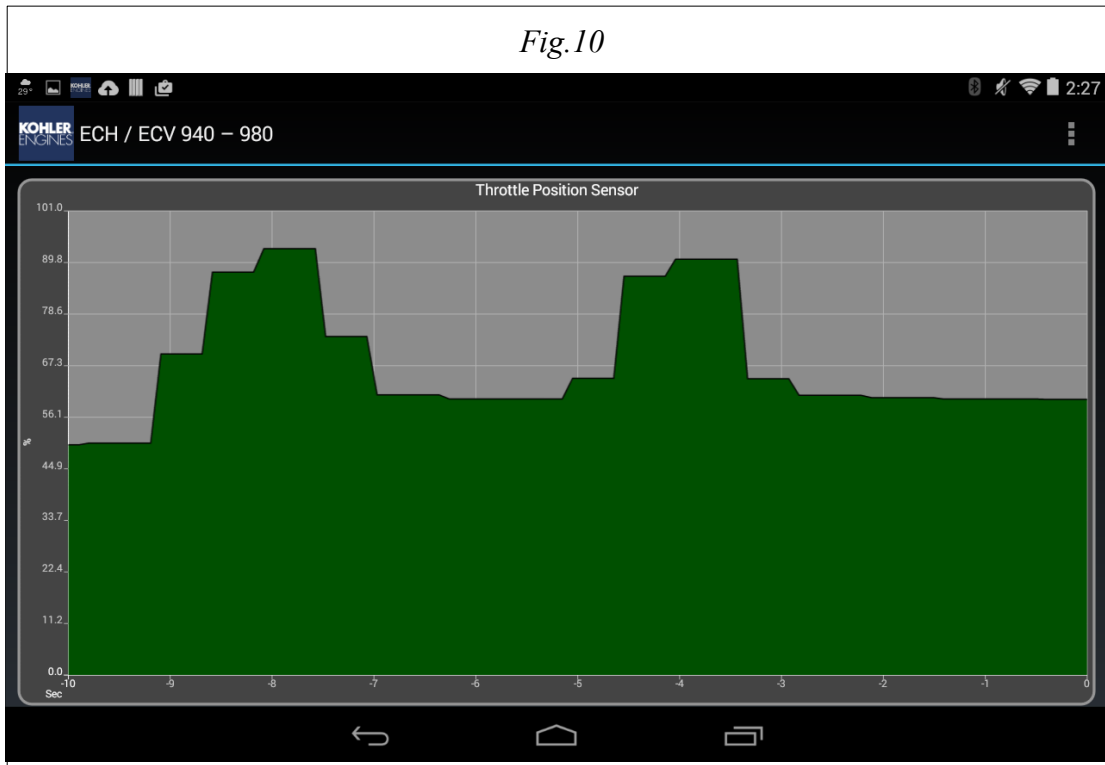 Fig.10
29°
KOHLER
2:27
KOHLER
ENGINES
ECH / ECV 940 – 980
Throttle Position Sensor
101.0
89.8
78.6
67.3
56.1
%
44.9
33.7
22.4
11.2
0.0
-10 -9 -8 -7 -6 -5 -4 -3 -2 -1 0
Sec